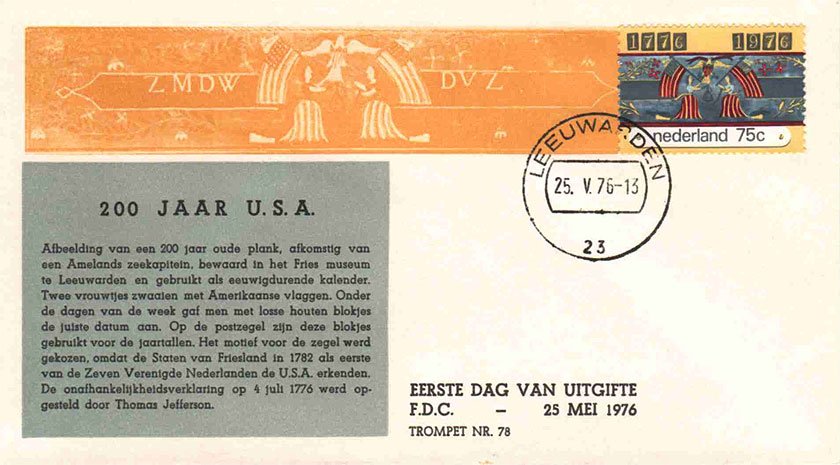 ZMDW DVZ
1776 1976
nederland 75c
LEEUWARDEN
25. V. 76-13
23
200 JAAR U.S.A.
Afbeelding van een 200 jaar oude plank, afkomstig van
een Amelands zeekapitein, bewaard in het Fries museum
te Leeuwarden en gebruikt als eeuwigdurende kalender.
Twee vrouwtjes zwaaien met Amerikaanse vlaggen. Onder
de dagen van de week gaf men met losse houten blokjes
de juiste datum aan. Op de postzegel zijn deze blokjes
gebruikt voor de jaartallen. Het motief voor de zegel werd
gekozen, omdat de Staten van Friesland in 1782 als eerste
van de Zeven Verenigde Nederlanden de U.S.A. erkenden.
De onafhankelijkheidsverklaring op 4 juli 1776 werd op-
gesteld door Thomas Jefferson.
EERSTE DAG VAN UITGIFTE
F.D.C. – 25 MEI 1976
TROMPET NR. 78